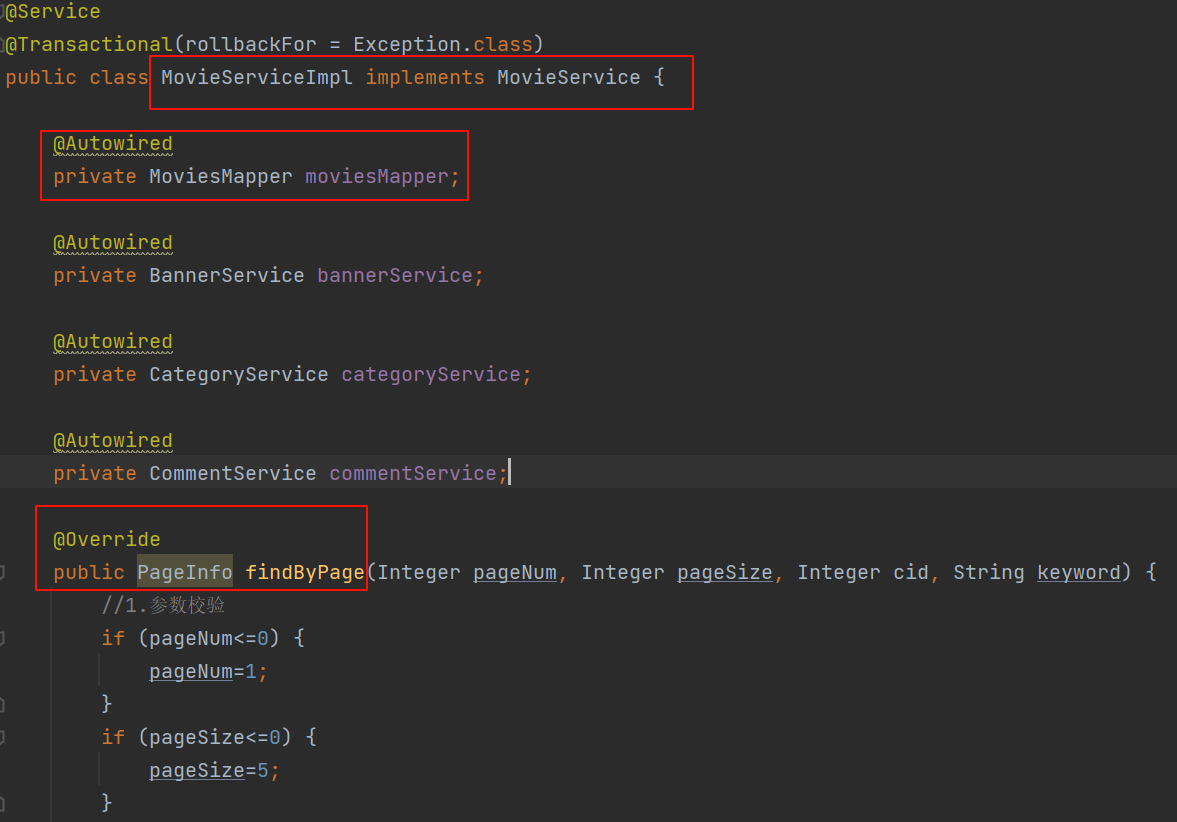 @Service
@Transactional(rollbackFor = Exception.class)
public class MovieServiceImpl implements MovieService {
@Autowired
private MoviesMapper moviesMapper;
@Autowired
private BannerService bannerService;
@Autowired
private CategoryService categoryService;
@Autowired
private CommentService commentService;
@Override
public PageInfo findByPage(Integer pageNum, Integer pageSize, Integer cid, String keyword) {
//1.参数校验
if (pageNum<=0) {
pageNum=1;
}
if (pageSize<=0) {
pageSize=5;
}